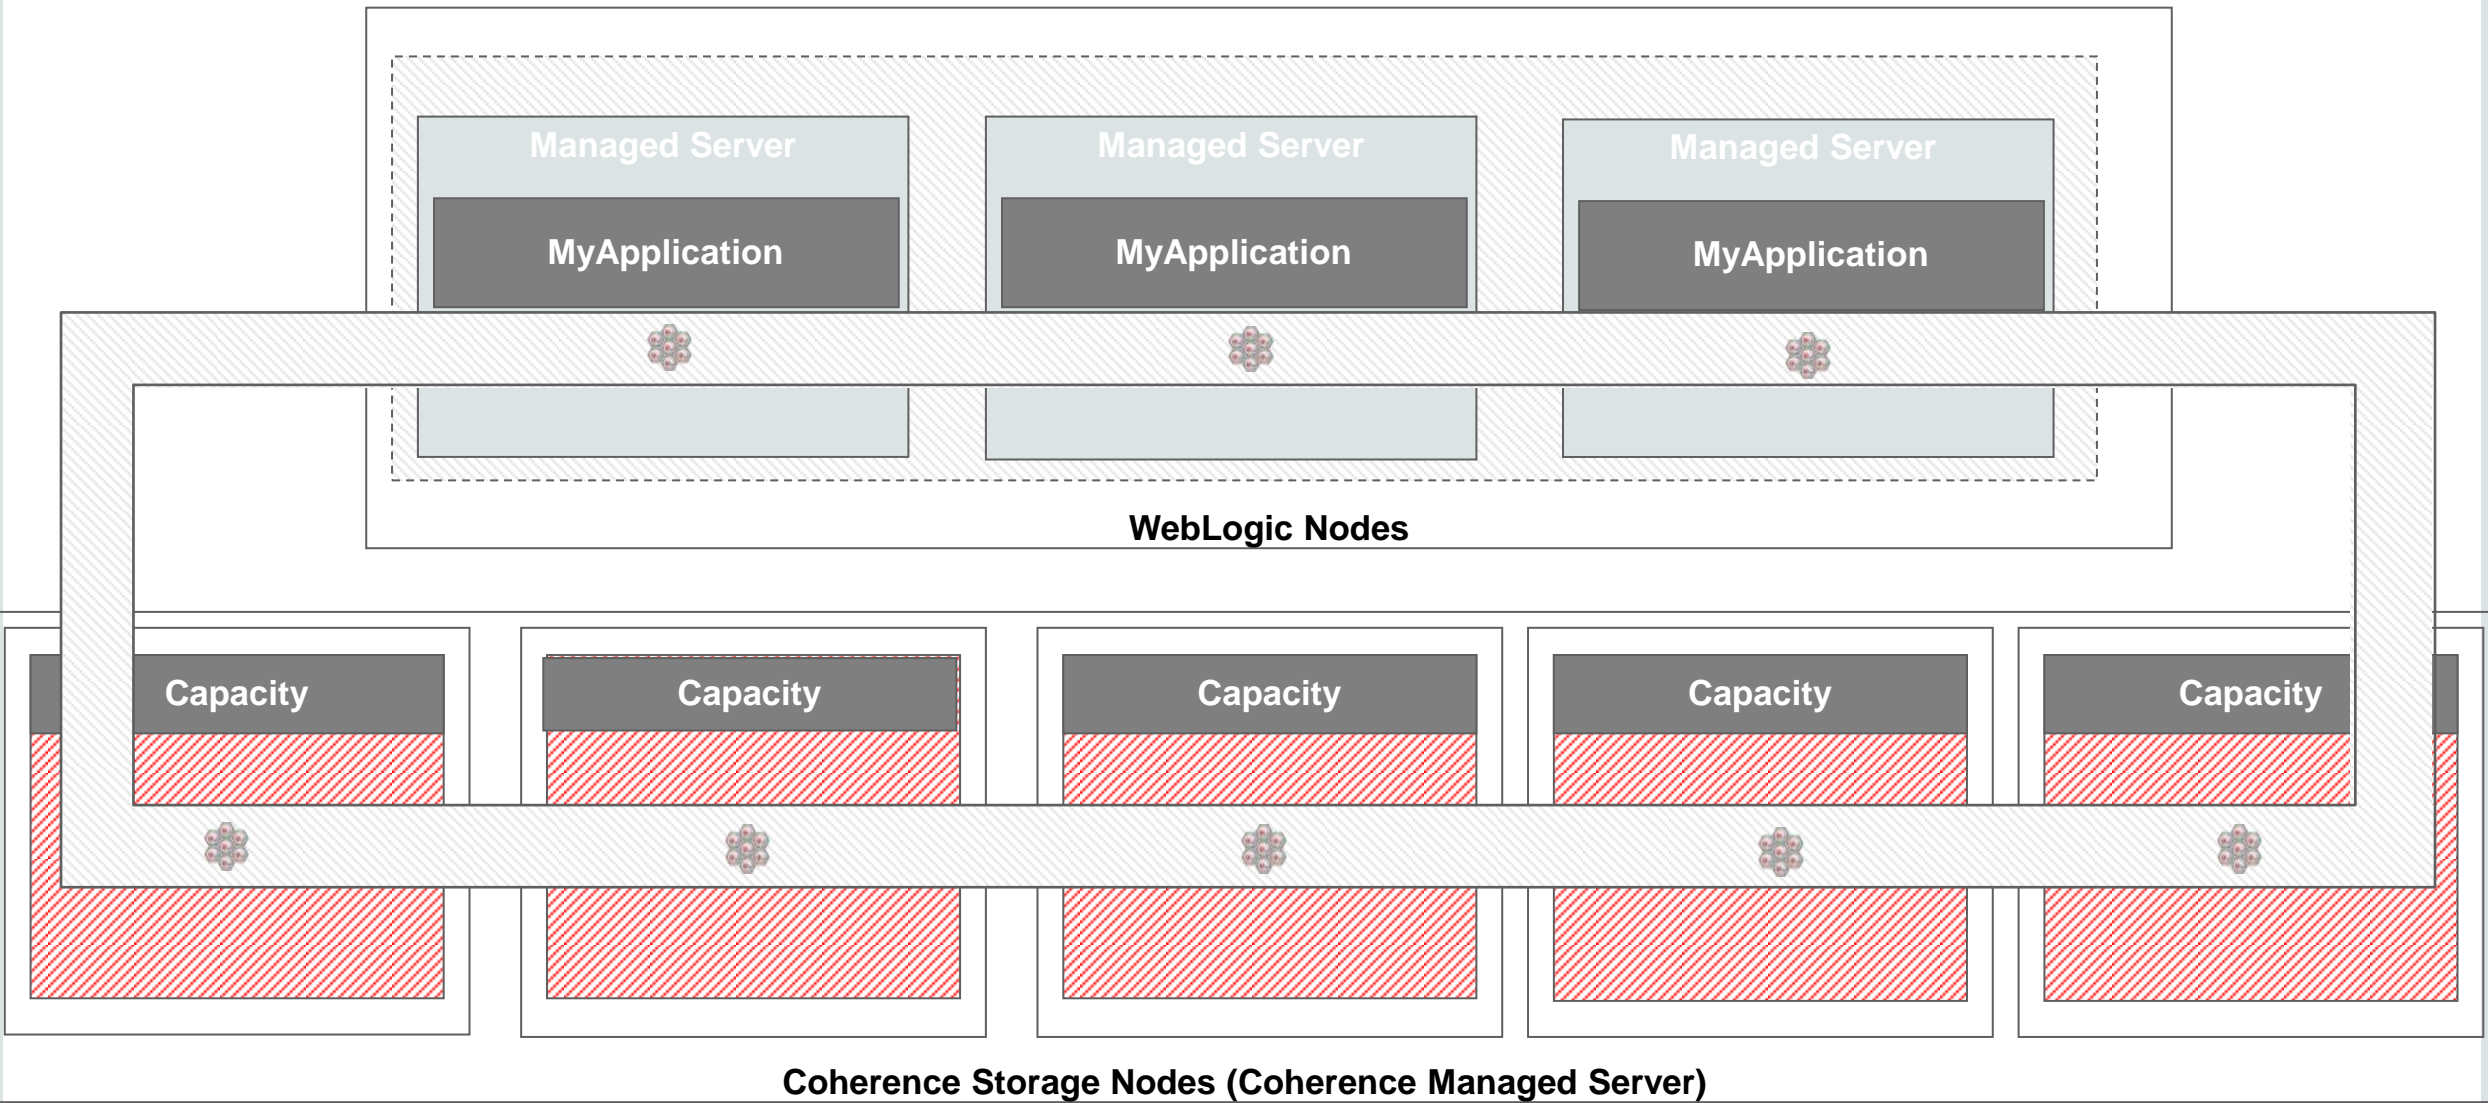 Managed Server
Managed Server
Managed Server
MyApplication
MyApplication
MyApplication
WebLogic Nodes
Capacity
Capacity
Capacity
Capacity
Capacity
Coherence Storage Nodes (Coherence Managed Server)